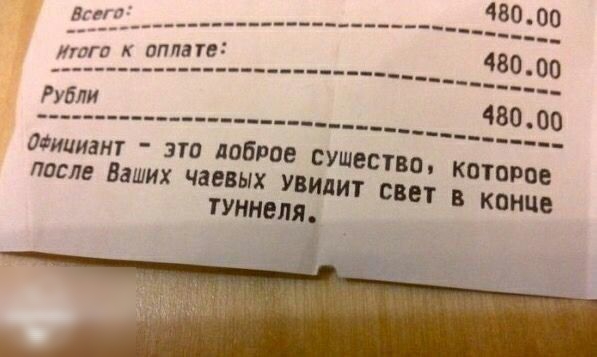 Всего: 480.00
Итого к оплате: 480.00
Рубли 480.00
Официант - это доброе существо, которое
после Ваших чаевых увидит свет в конце
туннеля.